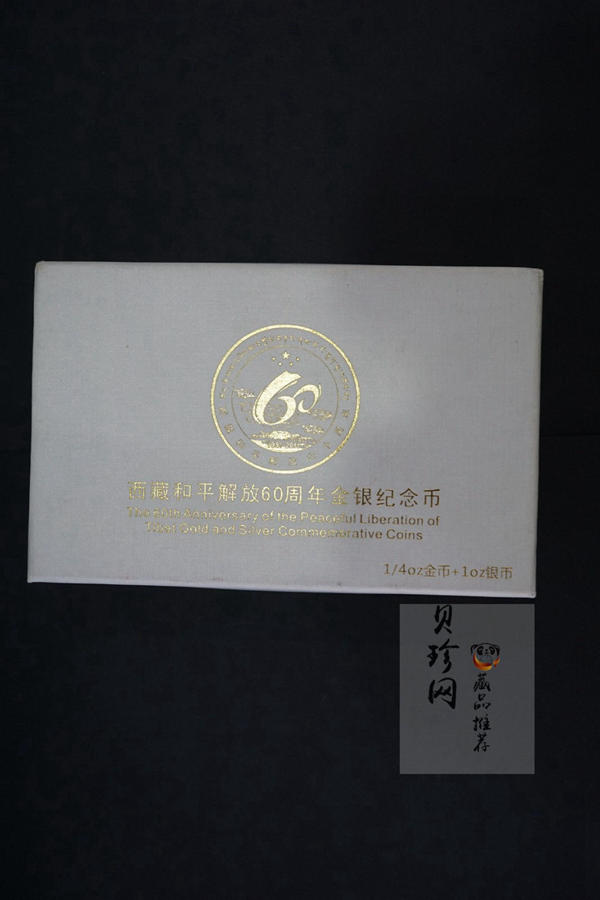 60
西藏和平解放60周年金银纪念币
The 60th Anniversary of the Peaceful Liberation of
Tibet Gold and Silver Commemorative Coins
1/4oz金币+1oz银币
贝珍网
藏品推荐